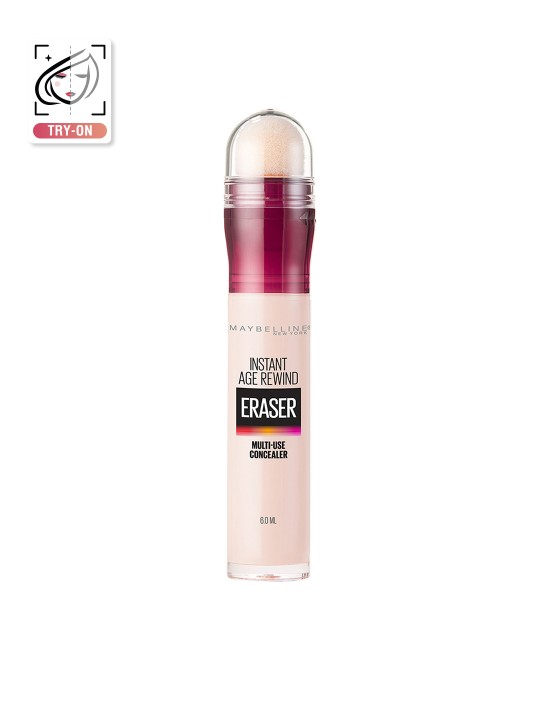 TRY-ON
MAYBELLINE
NEW YORK
INSTANT
AGE REWIND
ERASER
MULTI-USE
CONCEALER
6.0 ML